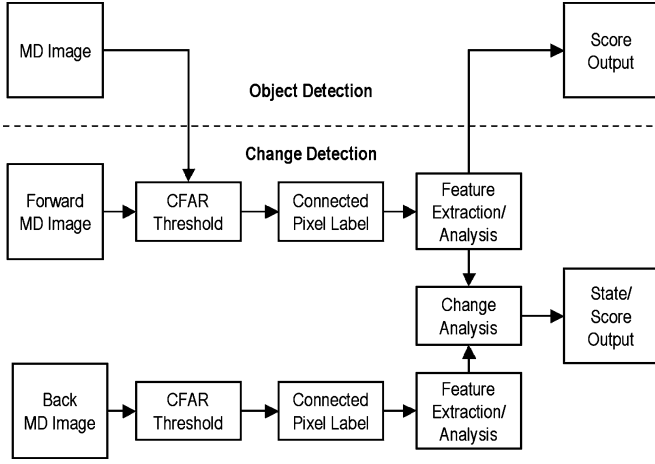 MD Image
Score
Output
Object Detection
Change Detection
Forward
MD Image
CFAR
Threshold
Connected
Pixel Label
Feature
Extraction/
Analysis
Change
Analysis
State/
Score
Output
Back
MD Image
CFAR
Threshold
Connected
Pixel Label
Feature
Extraction/
Analysis